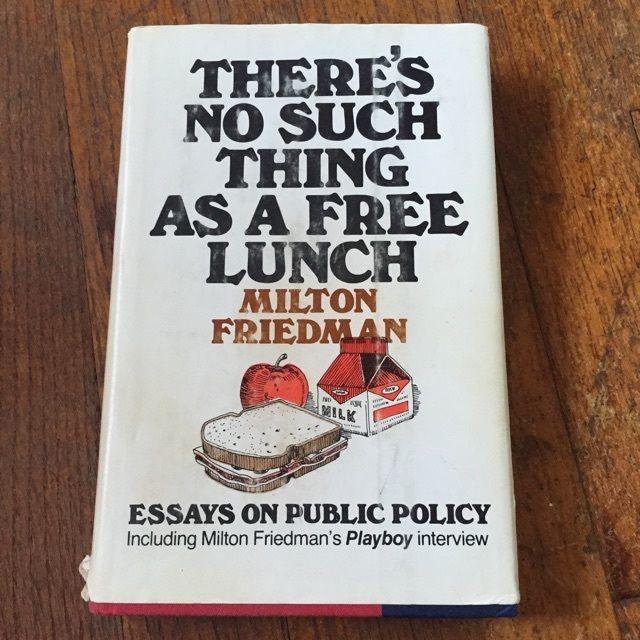 THERE'S
NO SUCH
THING
AS A FREE
LUNCH
MILTON
FRIEDMAN
MILK
ESSAYS ON PUBLIC POLICY
Including Milton Friedman's Playboy interview